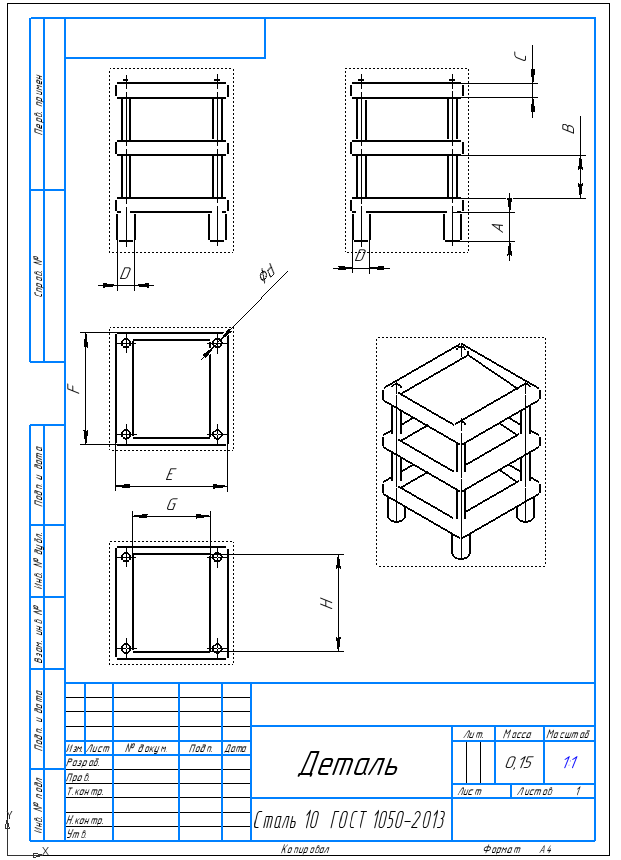 Перв. примен
Справ. №
Подп. и дата
Инв. № дубл.
Взам. инв №
Подп. и дата
Инв. № подл
C
B
A
D
D
Фd
F
E
G
H
Изм. Лист № докум. Подп. Дата
Разраб.
Пров.
Т.контр.
Н.контр.
Утв.
Деталь
Сталь 10 ГОСТ 1050-2013
Лит. Масса Масштаб
0,15 1:1
Лист Листов 1
Копировал Формат А4
Y
X